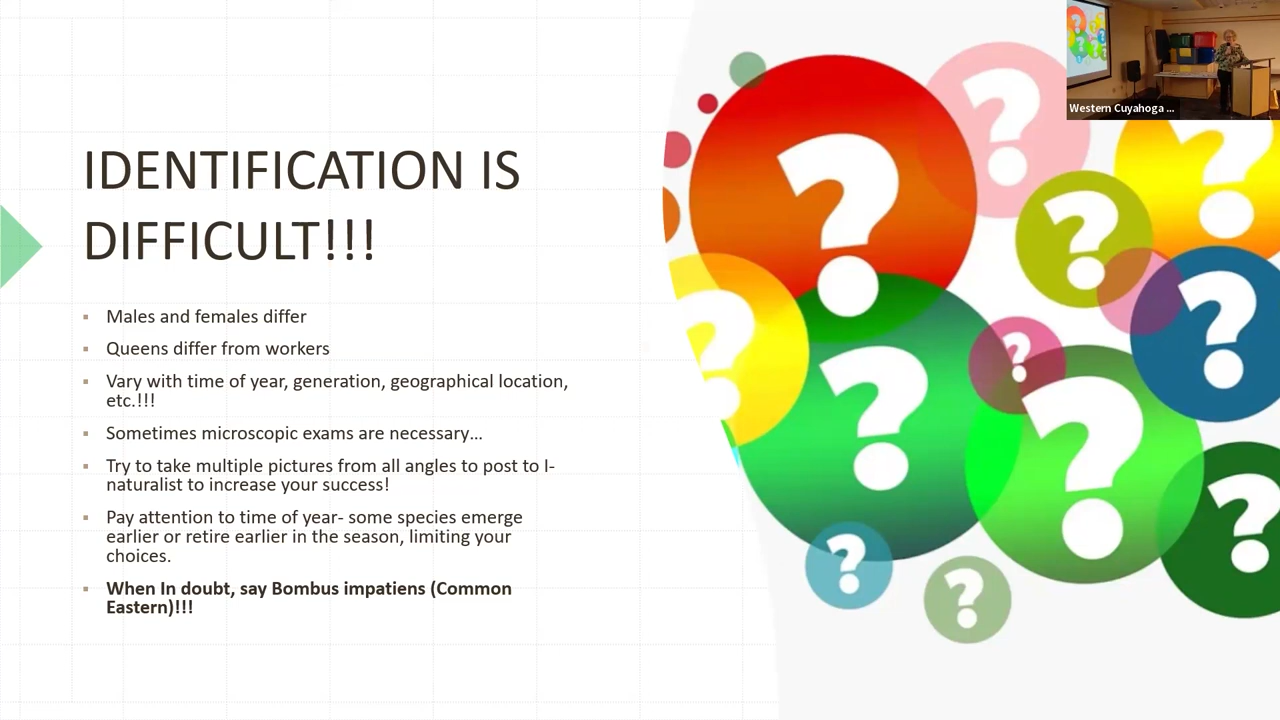 Western Cuyahoga ...
IDENTIFICATION IS
DIFFICULT!!!
▪ Males and females differ
▪ Queens differ from workers
▪ Vary with time of year, generation, geographical location,
etc.!!!
▪ Sometimes microscopic exams are necessary...
▪ Try to take multiple pictures from all angles to post to I-
naturalist to increase your success!
▪ Pay attention to time of year- some species emerge
earlier or retire earlier in the season, limiting your
choices.
▪ When In doubt, say Bombus impatiens (Common
Eastern)!!!
? ? ? ? ? ? ? ? ? ? ? ?